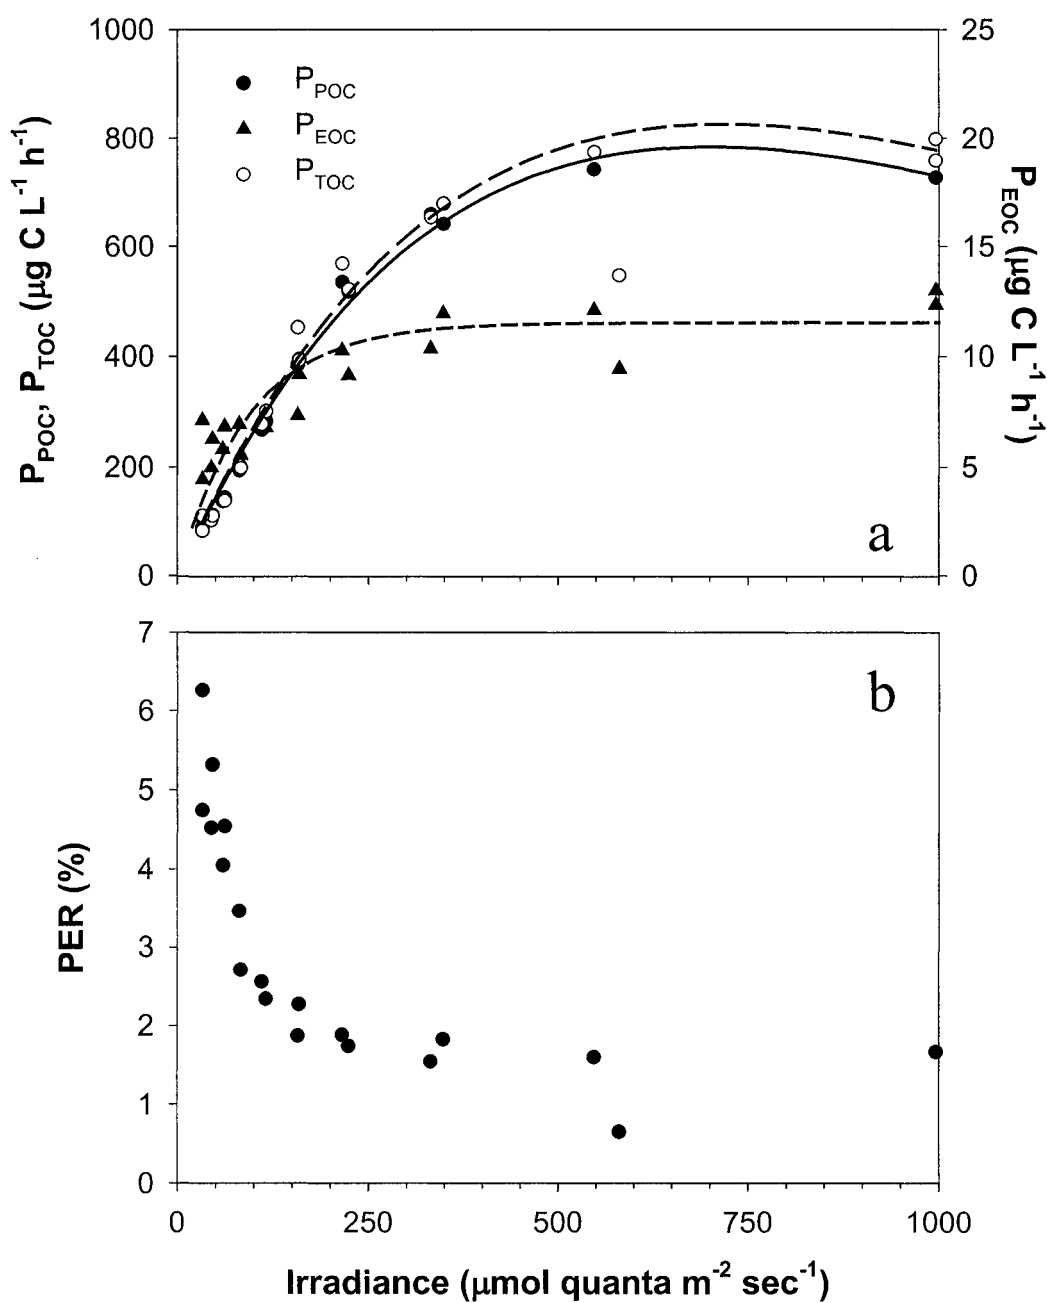 1000
800
600
400
200
0
25
20
15
10
5
0
P_POC
P_EOC
P_TOC
P_POC, P_TOC (µg C L⁻¹ h⁻¹)
P_EOC (µg C L⁻¹ h⁻¹)
a
7
6
5
4
3
2
1
0
b
PER (%)
0 250 500 750 1000
Irradiance (µmol quanta m⁻² sec⁻¹)